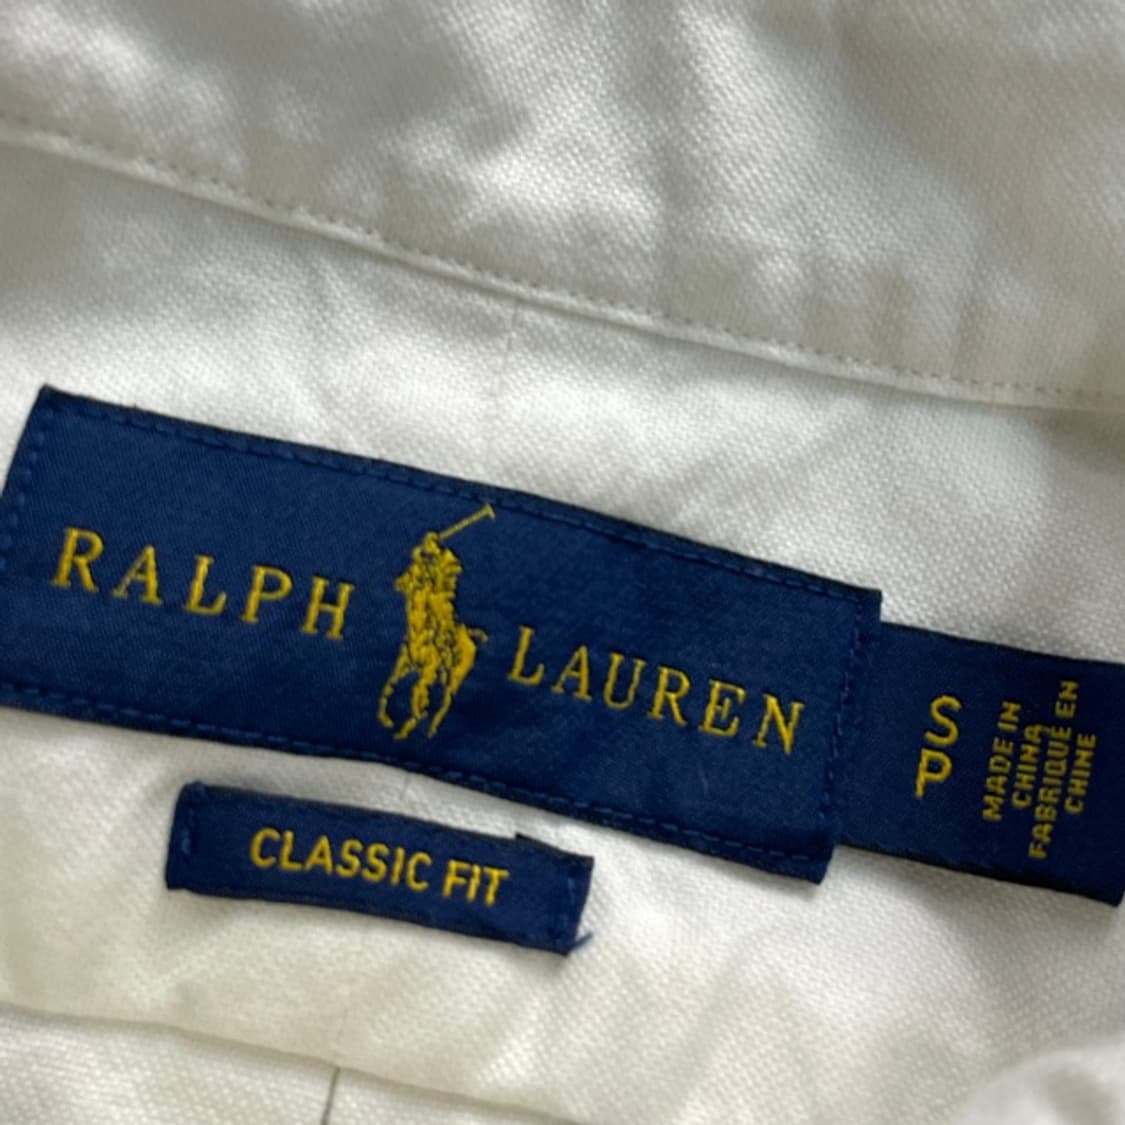 RALPH LAUREN
S
P
MADE IN
CHINA
FABRIQUÉ EN
CHINE
CLASSIC FIT